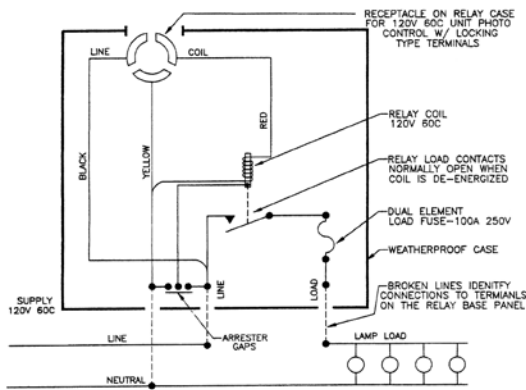 RECEPTACLE ON RELAY CASE
FOR 120V 60C UNIT PHOTO
CONTROL W/ LOCKING
TYPE TERMINALS
LINE
COIL
RED
BLACK
YELLOW
RELAY COIL
120V 60C
RELAY LOAD CONTACTS
NORMALLY OPEN WHEN
COIL IS DE-ENERGIZED
DUAL ELEMENT
LOAD FUSE-100A 250V
WEATHERPROOF CASE
LINE
LOAD
BROKEN LINES IDENITFY
CONNECTIONS TO TERMIANLS
ON THE RELAY BASE PANEL
SUPPLY
120V 60C
ARRESTER
GAPS
LINE
LAMP LOAD
NEUTRAL